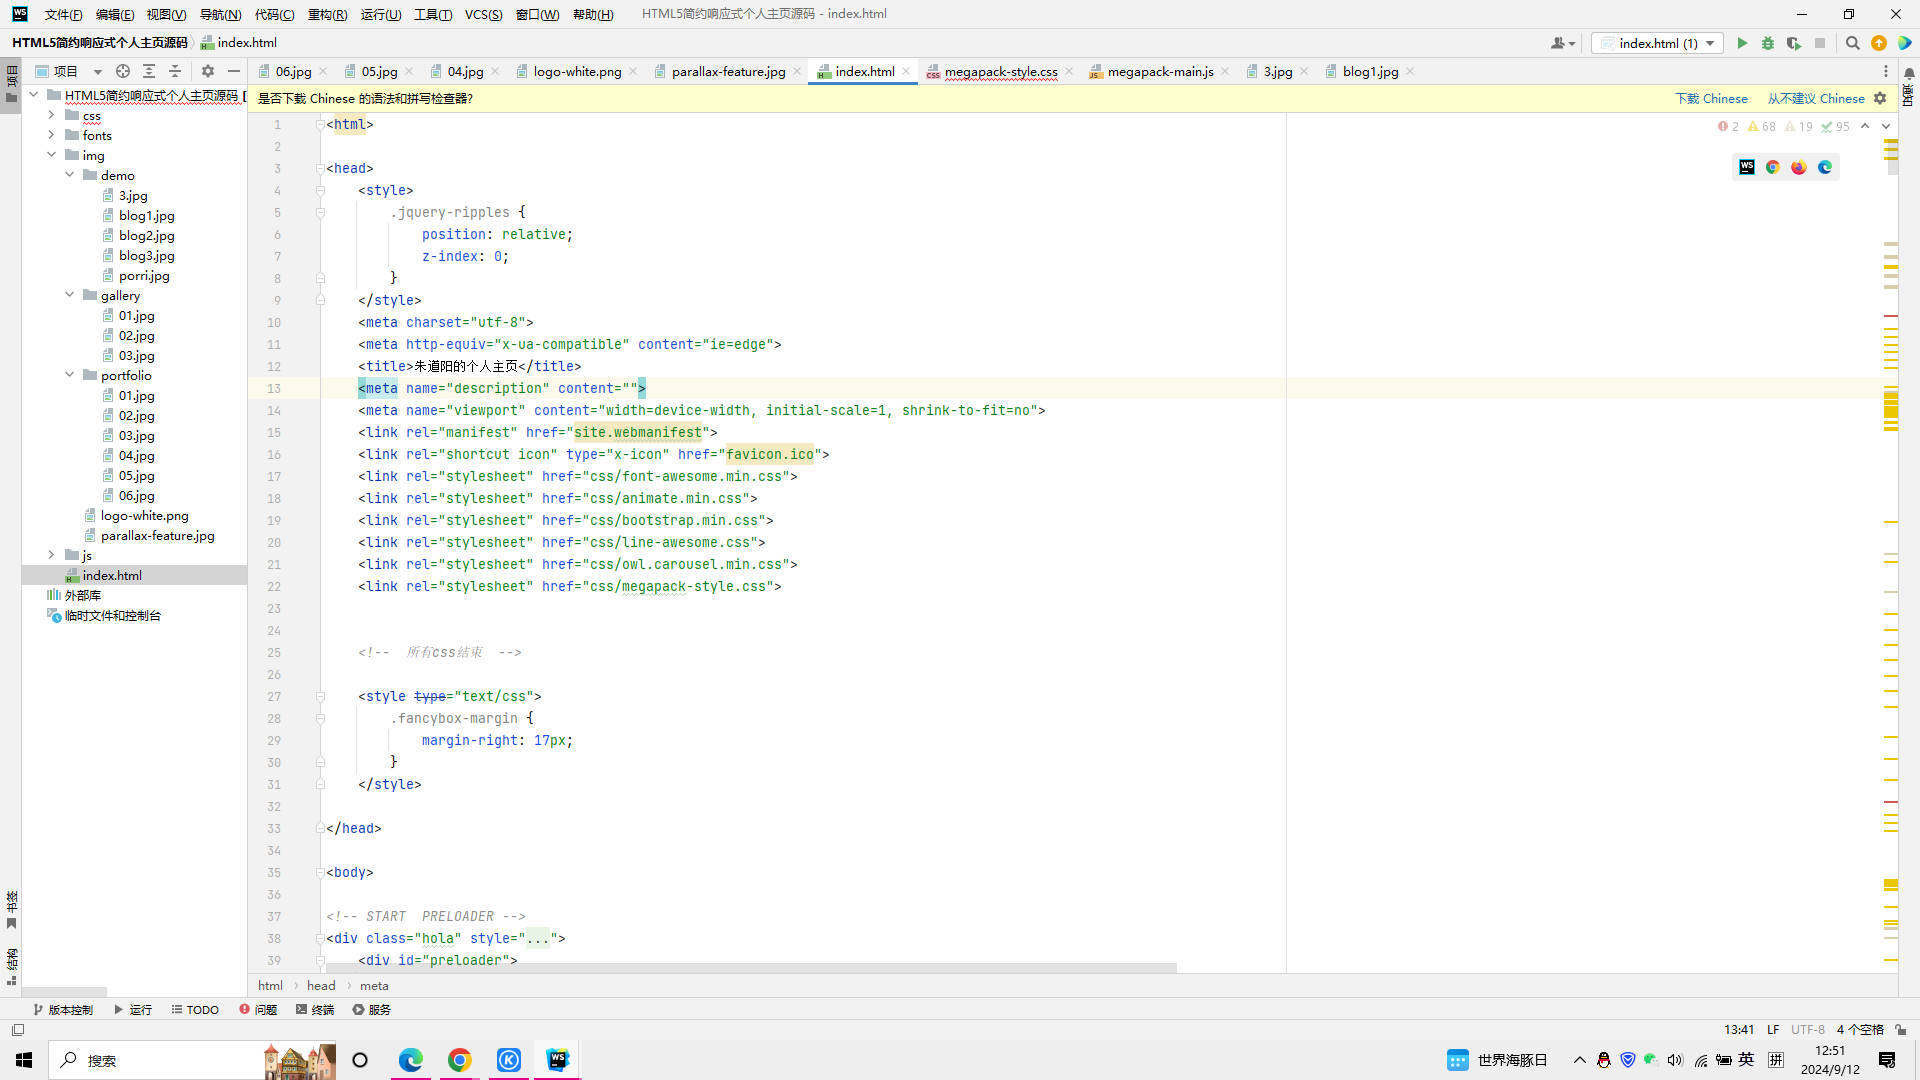 文件(F) 编辑(E) 视图(V) 导航(N) 代码(C) 重构(R) 运行(U) 工具(T) VCS(S) 窗口(W) 帮助(H) HTML5简约响应式个人主页源码 - index.html
HTML5简约响应式个人主页源码 index.html index.html (1)
项目 06.jpg 05.jpg 04.jpg logo-white.png parallax-feature.jpg index.html megapack-style.css megapack-main.js 3.jpg blog1.jpg
是否下载 Chinese 的语法和拼写检查器? 下载 Chinese 从不建议 Chinese
2 68 19 95
项目
通知
HTML5简约响应式个人主页源码 [
css
fonts
img
demo
3.jpg
blog1.jpg
blog2.jpg
blog3.jpg
porri.jpg
gallery
01.jpg
02.jpg
03.jpg
portfolio
01.jpg
02.jpg
03.jpg
04.jpg
05.jpg
06.jpg
logo-white.png
parallax-feature.jpg
js
index.html
外部库
临时文件和控制台
书签
结构
1 <html>
2
3 <head>
4 <style>
5 .jquery-ripples {
6 position: relative;
7 z-index: 0;
8 }
9 </style>
10 <meta charset="utf-8">
11 <meta http-equiv="x-ua-compatible" content="ie=edge">
12 <title>朱道阳的个人主页</title>
13 <meta name="description" content="">
14 <meta name="viewport" content="width=device-width, initial-scale=1, shrink-to-fit=no">
15 <link rel="manifest" href="site.webmanifest">
16 <link rel="shortcut icon" type="x-icon" href="favicon.ico">
17 <link rel="stylesheet" href="css/font-awesome.min.css">
18 <link rel="stylesheet" href="css/animate.min.css">
19 <link rel="stylesheet" href="css/bootstrap.min.css">
20 <link rel="stylesheet" href="css/line-awesome.css">
21 <link rel="stylesheet" href="css/owl.carousel.min.css">
22 <link rel="stylesheet" href="css/megapack-style.css">
23
24
25 <!-- 所有css结束 -->
26
27 <style type="text/css">
28 .fancybox-margin {
29 margin-right: 17px;
30 }
31 </style>
32
33 </head>
34
35 <body>
36
37 <!-- START PRELOADER -->
38 <div class="hola" style="...">
39 <div id="preloader">
html head meta
版本控制 运行 TODO 问题 终端 服务
13:41 LF UTF-8 4 个空格
搜索 世界海豚日 英 拼 12:51
2024/9/12